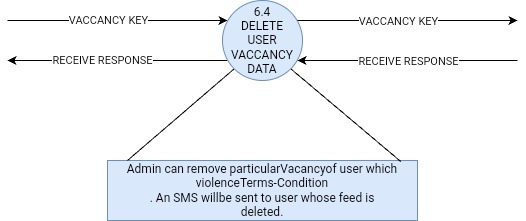 VACCANCY KEY
6.4
DELETE
USER
VACCANCY
DATA
VACCANCY KEY
RECEIVE RESPONSE
RECEIVE RESPONSE
Admin can remove particularVacancyof user which
violenceTerms-Condition
. An SMS willbe sent to user whose feed is
deleted.